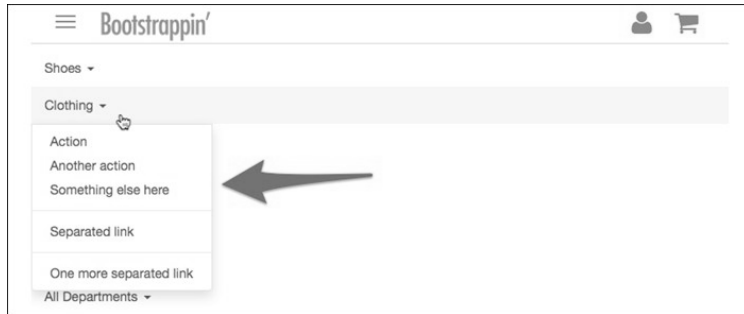 Bootstrappin'
Shoes
Clothing
Action
Another action
Something else here
Separated link
One more separated link
All Departments